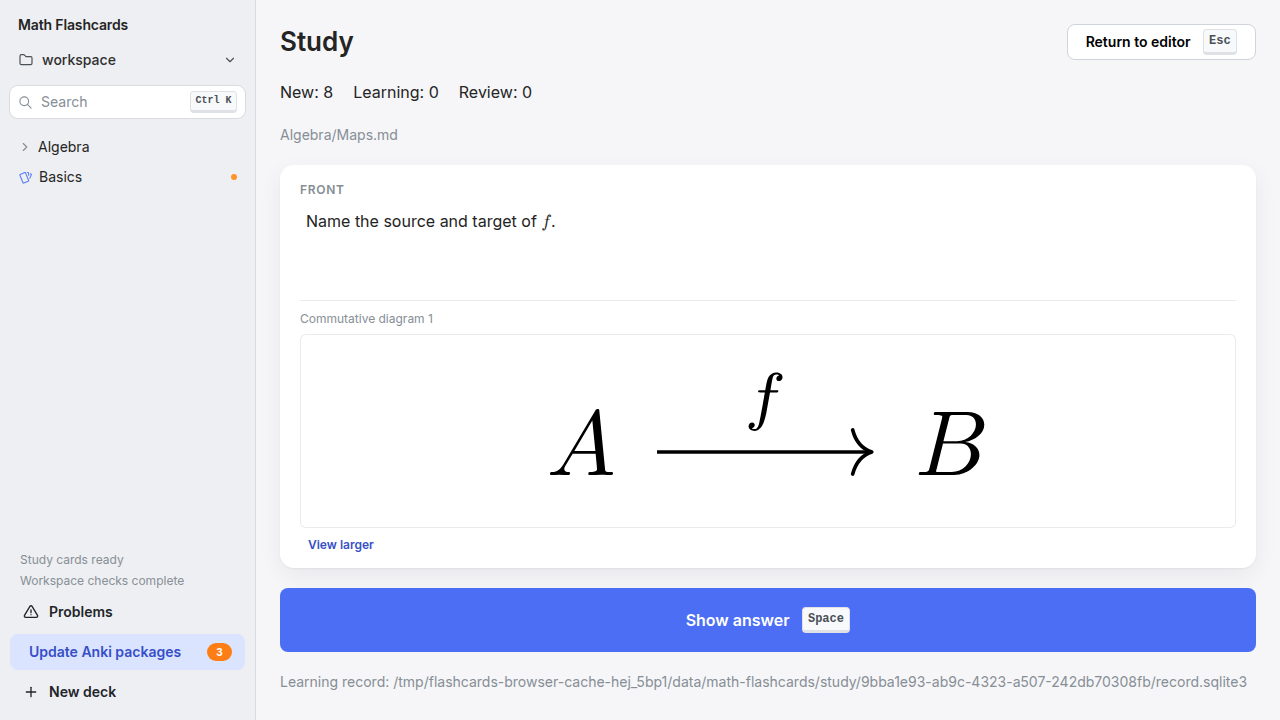 Math Flashcards
workspace
Search Ctrl K
Algebra
Basics
Study cards ready
Workspace checks complete
Problems
Update Anki packages 3
New deck
Study
Return to editor Esc
New: 8 Learning: 0 Review: 0
Algebra/Maps.md
FRONT
Name the source and target of f.
Commutative diagram 1
f
A B
View larger
Show answer Space
Learning record: /tmp/flashcards-browser-cache-hej_5bp1/data/math-flashcards/study/9bba1e93-ab9c-4323-a507-242db70308fb/record.sqlite3